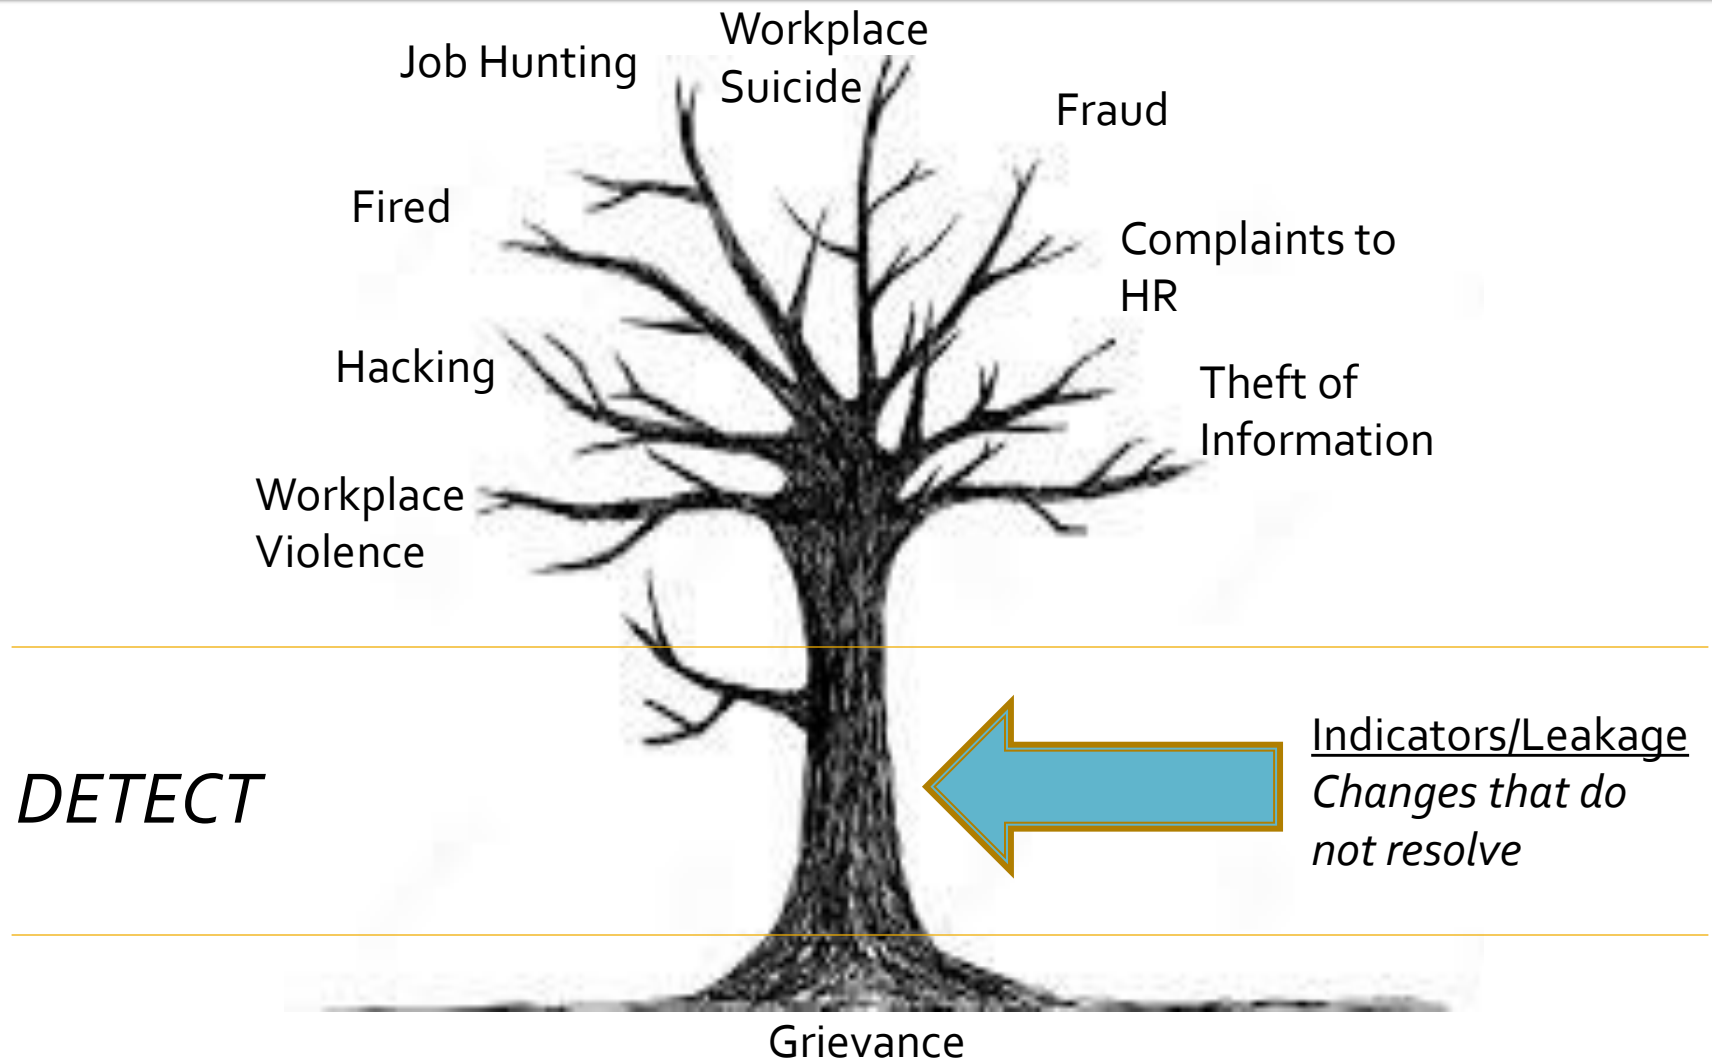 Job Hunting
Workplace
Suicide
Fraud
Fired
Complaints to
HR
Hacking
Theft of
Information
Workplace
Violence
DETECT
Indicators/Leakage
Changes that do
not resolve
Grievance